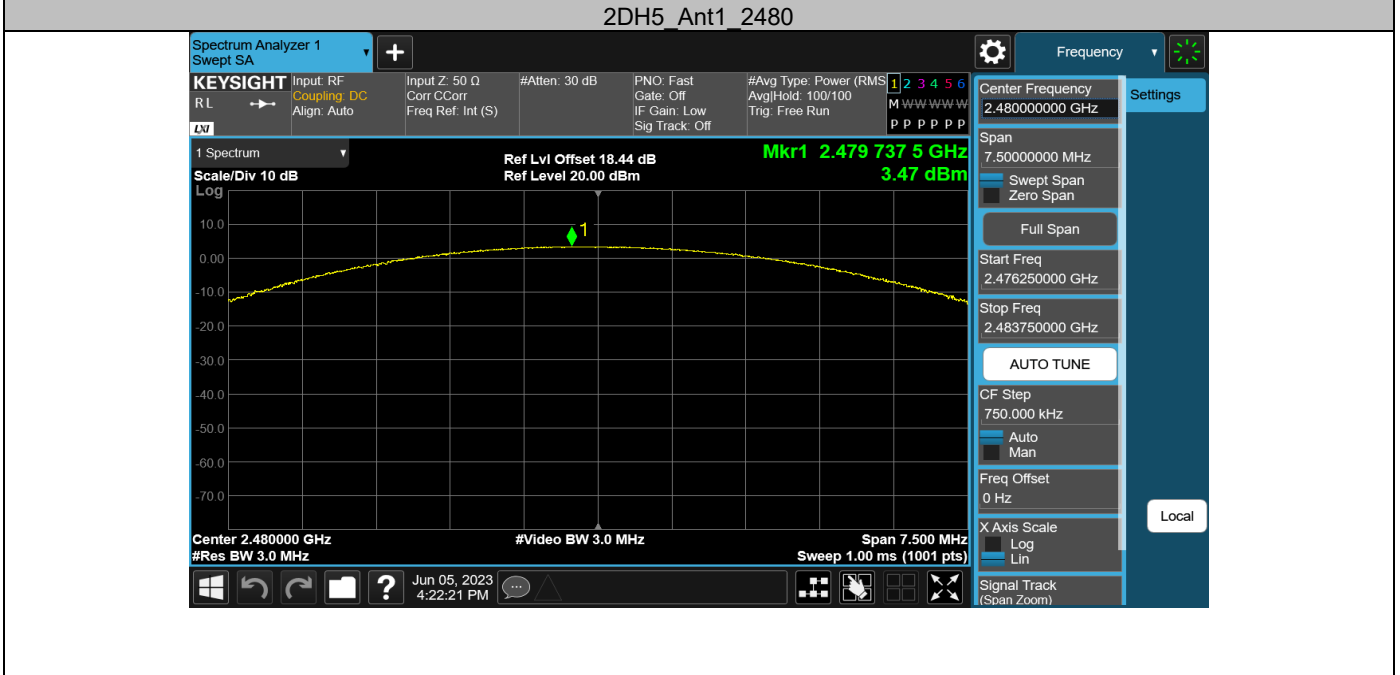 2DH5_Ant1_2480
Spectrum Analyzer 1
Swept SA
+
Frequency
KEYSIGHT
R L
LXI
Input: RF
Coupling: DC
Align: Auto
Input Z: 50 Ω
Corr CCorr
Freq Ref: Int (S)
#Atten: 30 dB
PNO: Fast
Gate: Off
IF Gain: Low
Sig Track: Off
#Avg Type: Power (RMS
Avg|Hold: 100/100
Trig: Free Run
1 2 3 4 5 6
M W W W W W
P P P P P P
1 Spectrum
Scale/Div 10 dB
Log
Ref Lvl Offset 18.44 dB
Ref Level 20.00 dBm
Mkr1 2.479 737 5 GHz
3.47 dBm
1
10.0
0.00
-10.0
-20.0
-30.0
-40.0
-50.0
-60.0
-70.0
Center 2.480000 GHz
#Res BW 3.0 MHz
#Video BW 3.0 MHz
Span 7.500 MHz
Sweep 1.00 ms (1001 pts)
Center Frequency
2.480000000 GHz
Settings
Span
7.50000000 MHz
Swept Span
Zero Span
Full Span
Start Freq
2.476250000 GHz
Stop Freq
2.483750000 GHz
AUTO TUNE
CF Step
750.000 kHz
Auto
Man
Freq Offset
0 Hz
X Axis Scale
Log
Lin
Local
Signal Track
(Span Zoom)
?
Jun 05, 2023
4:22:21 PM